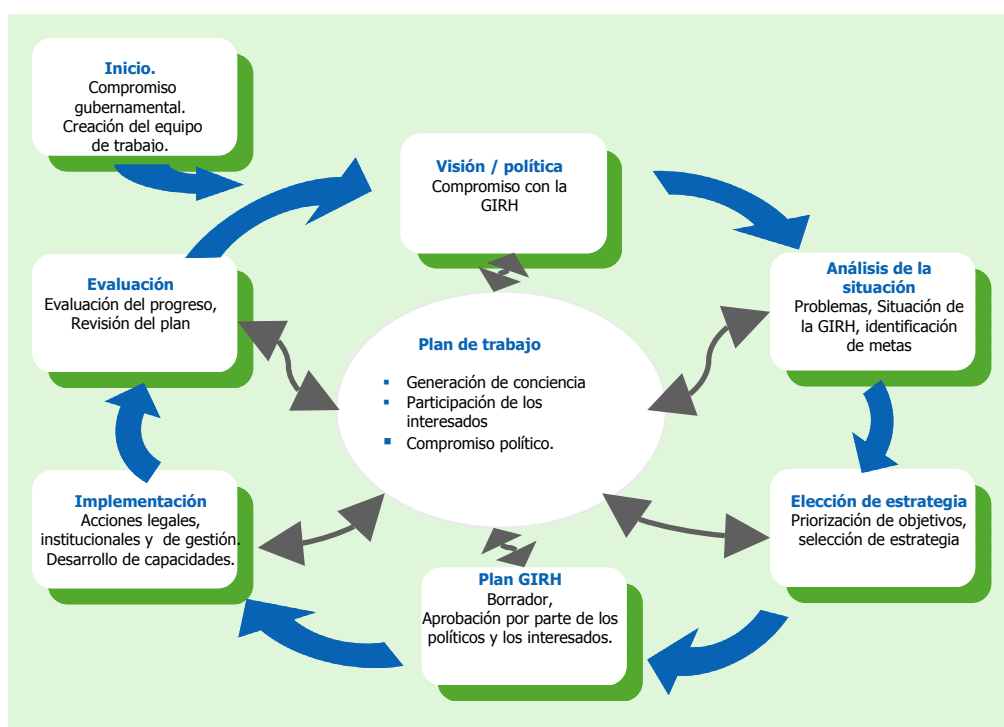 Inicio.
Compromiso
gubernamental.
Creación del equipo
de trabajo.
Visión / política
Compromiso con la
GIRH
Análisis de la
situación
Problemas, Situación de
la GIRH, identificación
de metas
Elección de estrategia
Priorización de objetivos,
selección de estrategia
Plan GIRH
Borrador,
Aprobación por parte de los
políticos y los interesados.
Implementación
Acciones legales,
institucionales y de gestión.
Desarrollo de capacidades.
Evaluación
Evaluación del progreso,
Revisión del plan
Plan de trabajo
▪ Generación de conciencia
▪ Participación de los
interesados
▪ Compromiso político.